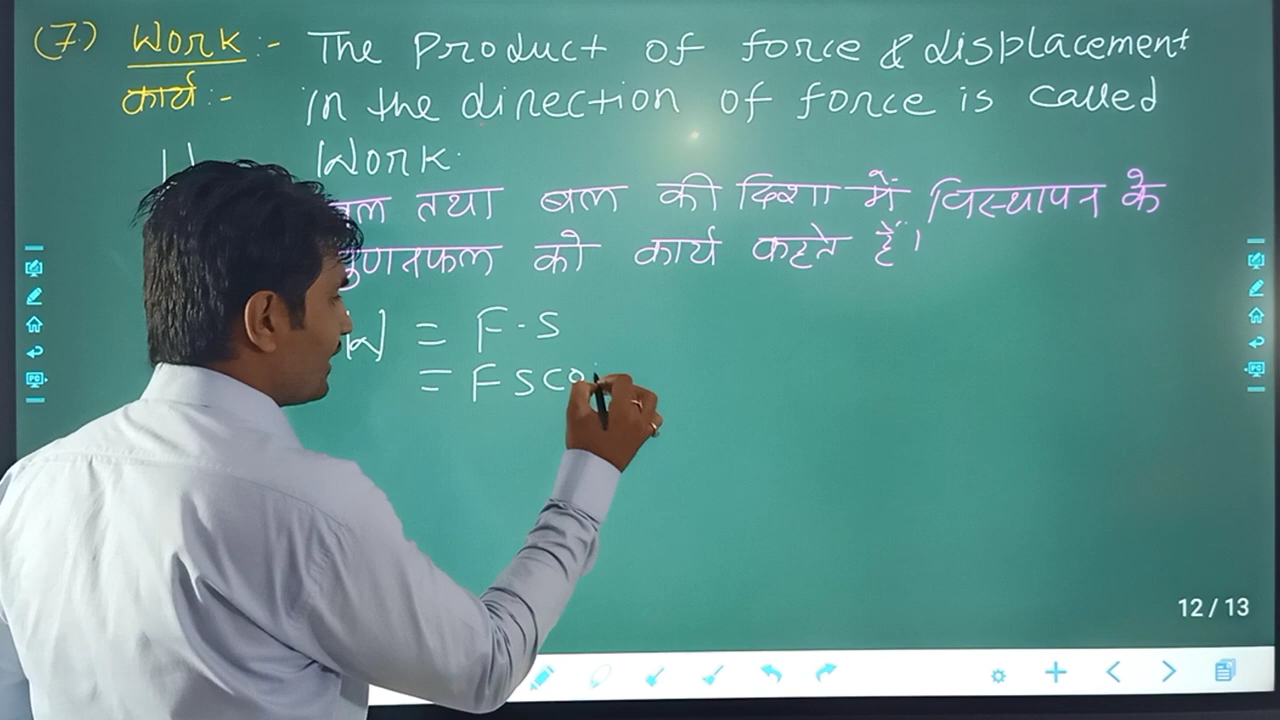 (7.) Work :- The Product of force & displacement
कार्य :- in the direction of force is called
Work.
तथा बल की दिशा में विस्थापन के
को कार्य कहते हैं।
W = F·S
= FS
12/13